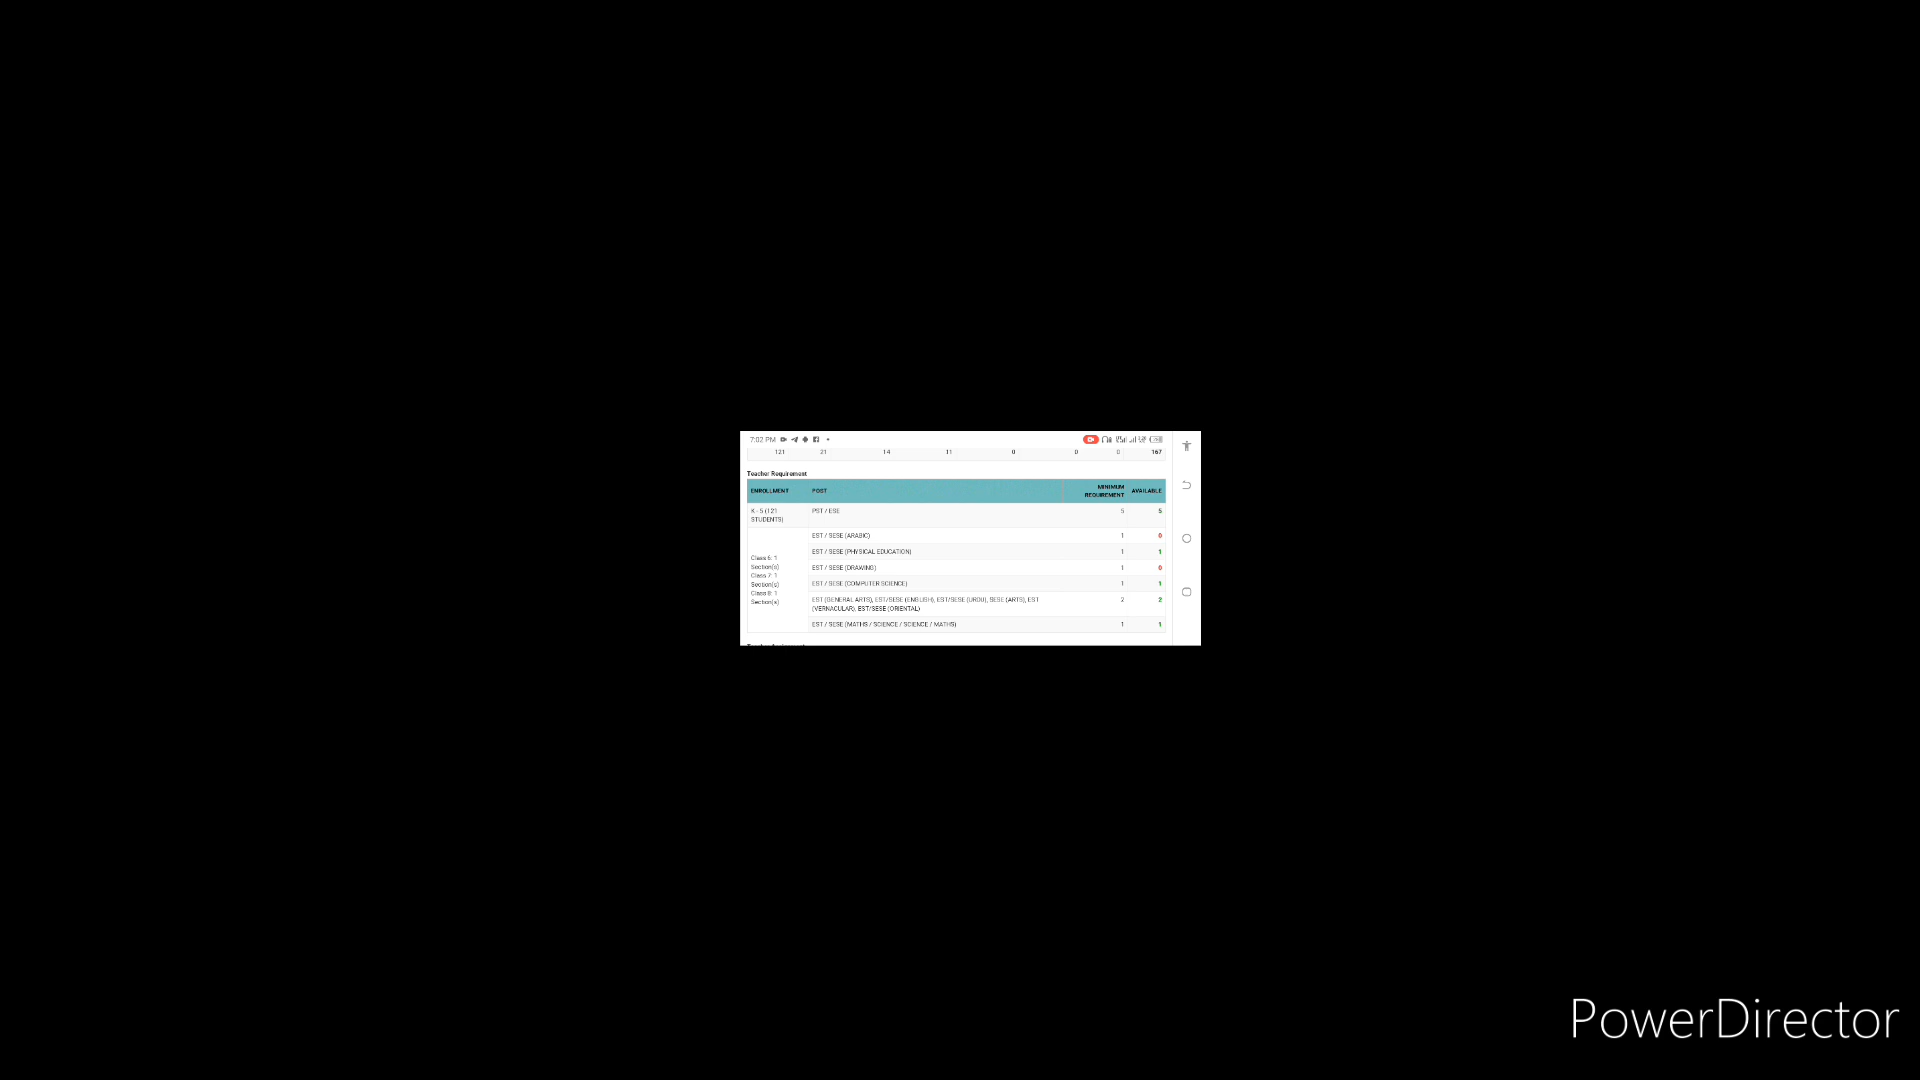 7:02 PM
121 21 14 11 0 0 0 167
Teacher Requirement
ENROLLMENT POST MINIMUM REQUIREMENT AVAILABLE
K - 5 (121 STUDENTS) PST / ESE 5 5
Class 6: 1
Section(s)
Class 7: 1
Section(s)
Class 8: 1
Section(s)
EST / SESE (ARABIC) 1 0
EST / SESE (PHYSICAL EDUCATION) 1 1
EST / SESE (DRAWING) 1 0
EST / SESE (COMPUTER SCIENCE) 1 1
EST (GENERAL ARTS), EST/SESE (ENGLISH), EST/SESE (URDU), SESE (ARTS), EST 2 2
(VERNACULAR), EST/SESE (ORIENTAL)
EST / SESE (MATHS / SCIENCE / SCIENCE / MATHS) 1 1
PowerDirector